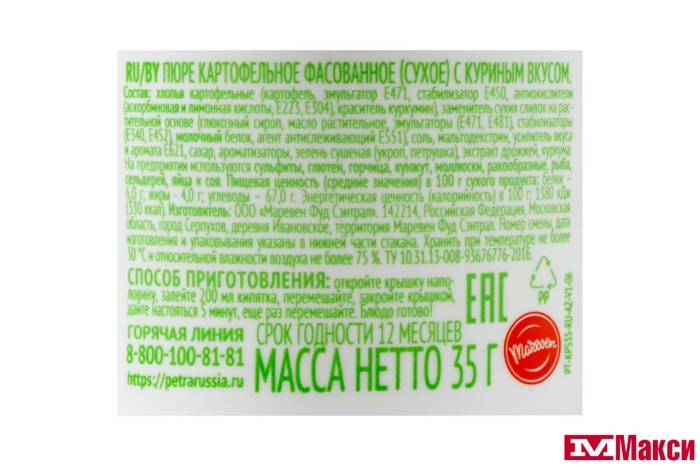 RU/BY ПЮРЕ КАРТОФЕЛЬНОЕ ФАСОВАННОЕ (СУХОЕ) С КУРИНЫМ ВКУСОМ.
Состав: хлопья картофельные (картофель, эмульгатор Е471, стабилизатор Е450, антиокислители
(аскорбиновая и лимонная кислоты, Е223, Е304), краситель куркумин), заменитель сухих сливок на рас-
тительной основе (глюкозный сироп, масло растительное, эмульгаторы (Е471, Е481), стабилизаторы
(Е340, Е452), молочный белок, агент антислеживающий Е551), соль, мальтодекстрин, усилитель вкуса
и аромата Е621, сахар, ароматизаторы, зелень сушеная (укроп, петрушка), экстракт дрожжей, куркума.
На предприятии используются сульфиты, глютен, горчица, кунжут, моллюски, ракообразные, рыба,
сельдерей, яйца и соя. Пищевая ценность (средние значения) в 100 г сухого продукта: белки -
6,0 г; жиры - 4,0 г; углеводы – 67,0 г. Энергетическая ценность (калорийность) в 100 г: 1380 кДж
(330 ккал). Изготовитель: ООО «Маревен Фуд Сэнтрал». 142214, Российская Федерация, Московская
область, город Серпухов, деревня Ивановское, территория Маревен Фуд Сэнтрал. Номер смены, дата
изготовления и упаковывания указаны в нижней части стакана. Хранить при температуре не более
30 °С и относительной влажности воздуха не более 75 %. ТУ 10.31.13-008-93676776-2016.
СПОСОБ ПРИГОТОВЛЕНИЯ: откройте крышку напо-
ловину, залейте 200 мл кипятка, перемешайте, закройте крышкой,
дайте настояться 5 минут, еще раз перемешайте. Блюдо готово!
ГОРЯЧАЯ ЛИНИЯ
8-800-100-81-81
https://petrarussia.ru
СРОК ГОДНОСТИ 12 МЕСЯЦЕВ
МАССА НЕТТО 35 Г
EAC
PP
Mareven
PT-KPS35-RU-AZ-V1-06
Макси